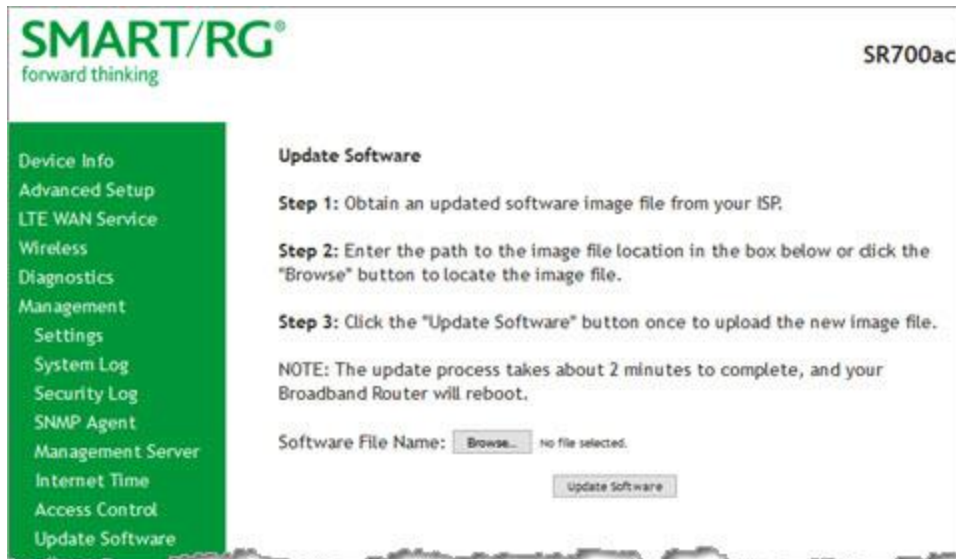 SMART/RG®
forward thinking
SR700ac
Device Info
Advanced Setup
LTE WAN Service
Wireless
Diagnostics
Management
Settings
System Log
Security Log
SNMP Agent
Management Server
Internet Time
Access Control
Update Software
Update Software
Step 1: Obtain an updated software image file from your ISP.
Step 2: Enter the path to the image file location in the box below or click the
"Browse" button to locate the image file.
Step 3: Click the "Update Software" button once to upload the new image file.
NOTE: The update process takes about 2 minutes to complete, and your
Broadband Router will reboot.
Software File Name: Browse... No file selected.
Update Software